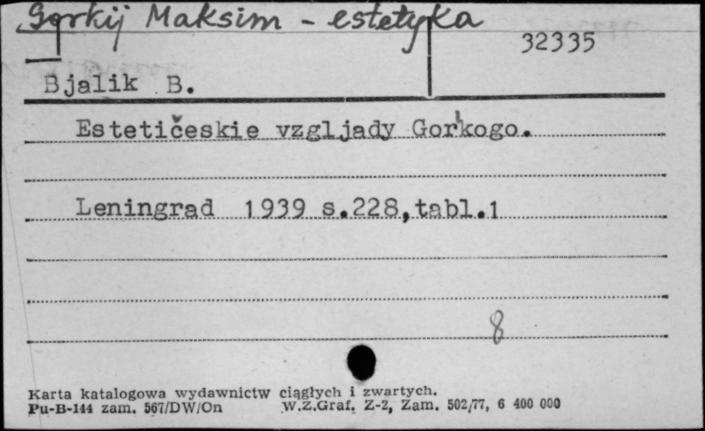 Gorkij Maksim - estetyka
32335
Bjalik B.
Estetičeskie vzgljady Gor'kogo.
Leningrad 1939 s.228, tabl.1
8
Karta katalogowa wydawnictw ciągłych i zwartych.
Pu-B-144 zam. 567/DW/On W.Z.Graf. Z-2, Zam. 502/77, 6 400 000